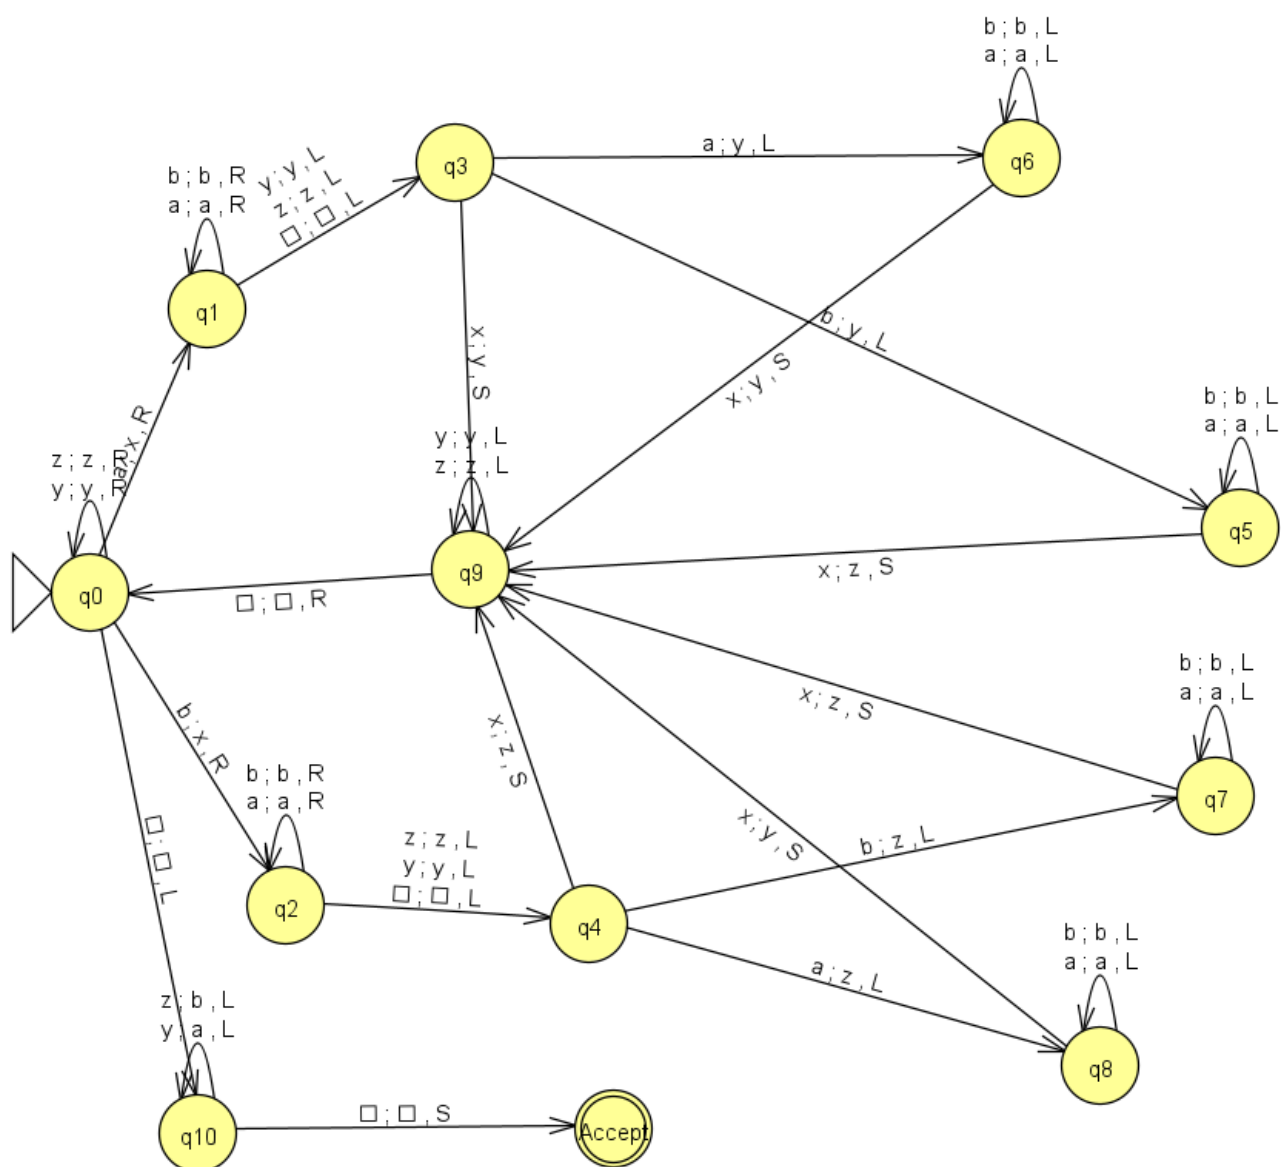 b ; b , L
a ; a , L
q6
q3
a ; y , L
b ; b , R
a ; a , R
y ; y , L
z ; z , L
□ ; □ , L
q1
b ; y , L
x ; y , S
x ; y , S
b ; b , L
a ; a , L
q5
y ; y , L
z ; z , L
z ; z , R
y ; y , R
a ; x , R
q9
q0
□ ; □ , R
x ; z , S
b ; b , L
a ; a , L
q7
x ; z , S
x ; z , S
b ; x , R
b ; b , R
a ; a , R
x ; y , S
b ; z , L
□ ; □ , L
z ; z , L
y ; y , L
□ ; □ , L
q2
q4
b ; b , L
a ; a , L
q8
a ; z , L
z ; b , L
y ; a , L
q10
□ ; □ , S
Accept